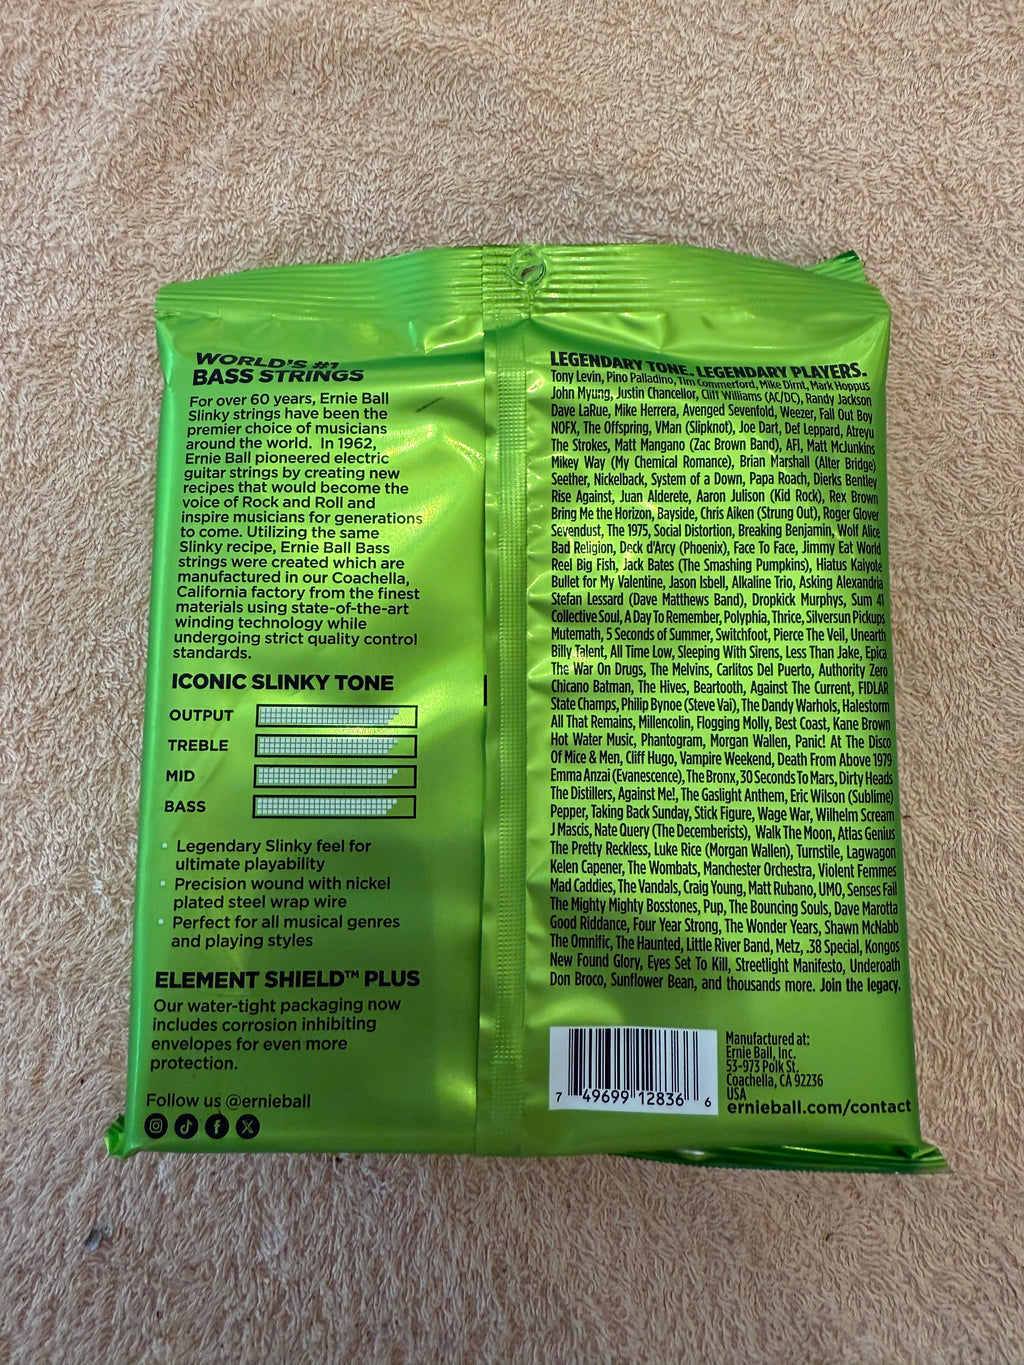 WORLD'S #1
BASS STRINGS
For over 60 years, Ernie Ball
Slinky strings have been the
premier choice of musicians
around the world. In 1962,
Ernie Ball pioneered electric
guitar strings by creating new
recipes that would become the
voice of Rock and Roll and
inspire musicians for generations
to come. Utilizing the same
Slinky recipe, Ernie Ball Bass
strings were created which are
manufactured in our Coachella,
California factory from the finest
materials using state-of-the-art
winding technology while
undergoing strict quality control
standards.
ICONIC SLINKY TONE
OUTPUT
TREBLE
MID
BASS
• Legendary Slinky feel for
ultimate playability
• Precision wound with nickel
plated steel wrap wire
• Perfect for all musical genres
and playing styles
ELEMENT SHIELD™ PLUS
Our water-tight packaging now
includes corrosion inhibiting
envelopes for even more
protection.
Follow us @ernieball
LEGENDARY TONE. LEGENDARY PLAYERS.
Tony Levin, Pino Palladino, Tim Commerford, Mike Dirnt, Mark Hoppus
John Myung, Justin Chancellor, Cliff Williams (AC/DC), Randy Jackson
Dave LaRue, Mike Herrera, Avenged Sevenfold, Weezer, Fall Out Boy
NOFX, The Offspring, VMan (Slipknot), Joe Dart, Def Leppard, Atreyu
The Strokes, Matt Mangano (Zac Brown Band), AFI, Matt McJunkins
Mikey Way (My Chemical Romance), Brian Marshall (Alter Bridge)
Seether, Nickelback, System of a Down, Papa Roach, Dierks Bentley
Rise Against, Juan Alderete, Aaron Julison (Kid Rock), Rex Brown
Bring Me the Horizon, Bayside, Chris Aiken (Strung Out), Roger Glover
Sevendust, The 1975, Social Distortion, Breaking Benjamin, Wolf Alice
Bad Religion, Deck d'Arcy (Phoenix), Face To Face, Jimmy Eat World
Reel Big Fish, Jack Bates (The Smashing Pumpkins), Hiatus Kaiyote
Bullet for My Valentine, Jason Isbell, Alkaline Trio, Asking Alexandria
Stefan Lessard (Dave Matthews Band), Dropkick Murphys, Sum 41
Collective Soul, A Day To Remember, Polyphia, Thrice, Silversun Pickups
Mutemath, 5 Seconds of Summer, Switchfoot, Pierce The Veil, Unearth
Billy Talent, All Time Low, Sleeping With Sirens, Less Than Jake, Epica
The War On Drugs, The Melvins, Carlitos Del Puerto, Authority Zero
Chicano Batman, The Hives, Beartooth, Against The Current, FIDLAR
State Champs, Philip Bynoe (Steve Vai), The Dandy Warhols, Halestorm
All That Remains, Millencolin, Flogging Molly, Best Coast, Kane Brown
Hot Water Music, Phantogram, Morgan Wallen, Panic! At The Disco
Of Mice & Men, Cliff Hugo, Vampire Weekend, Death From Above 1979
Emma Anzai (Evanescence), The Bronx, 30 Seconds To Mars, Dirty Heads
The Distillers, Against Me!, The Gaslight Anthem, Eric Wilson (Sublime)
Pepper, Taking Back Sunday, Stick Figure, Wage War, Wilhelm Scream
J Mascis, Nate Query (The Decemberists), Walk The Moon, Atlas Genius
The Pretty Reckless, Luke Rice (Morgan Wallen), Turnstile, Lagwagon
Kelen Capener, The Wombats, Manchester Orchestra, Violent Femmes
Mad Caddies, The Vandals, Craig Young, Matt Rubano, UMO, Senses Fail
The Mighty Mighty Bosstones, Pup, The Bouncing Souls, Dave Marotta
Good Riddance, Four Year Strong, The Wonder Years, Shawn McNabb
The Omnific, The Haunted, Little River Band, Metz, .38 Special, Kongos
New Found Glory, Eyes Set To Kill, Streetlight Manifesto, Underoath
Don Broco, Sunflower Bean, and thousands more. Join the legacy.
7 49699 12836 6
Manufactured at:
Ernie Ball, Inc.
53-973 Polk St.
Coachella, CA 92236
USA
ernieball.com/contact